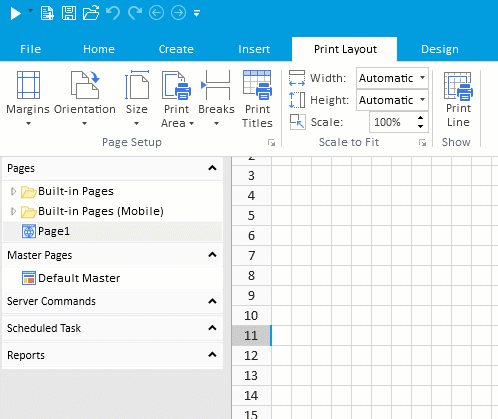 File Home Create Insert Print Layout Design
Margins Orientation Size Print Area Breaks Print Titles
Width: Automatic
Height: Automatic
Scale: 100%
Print Line
Page Setup Scale to Fit Show
Pages
Built-in Pages
Built-in Pages (Mobile)
Page1
Master Pages
Default Master
Server Commands
Scheduled Task
Reports
2
3
4
5
6
7
8
9
10
11
12
13
14
15